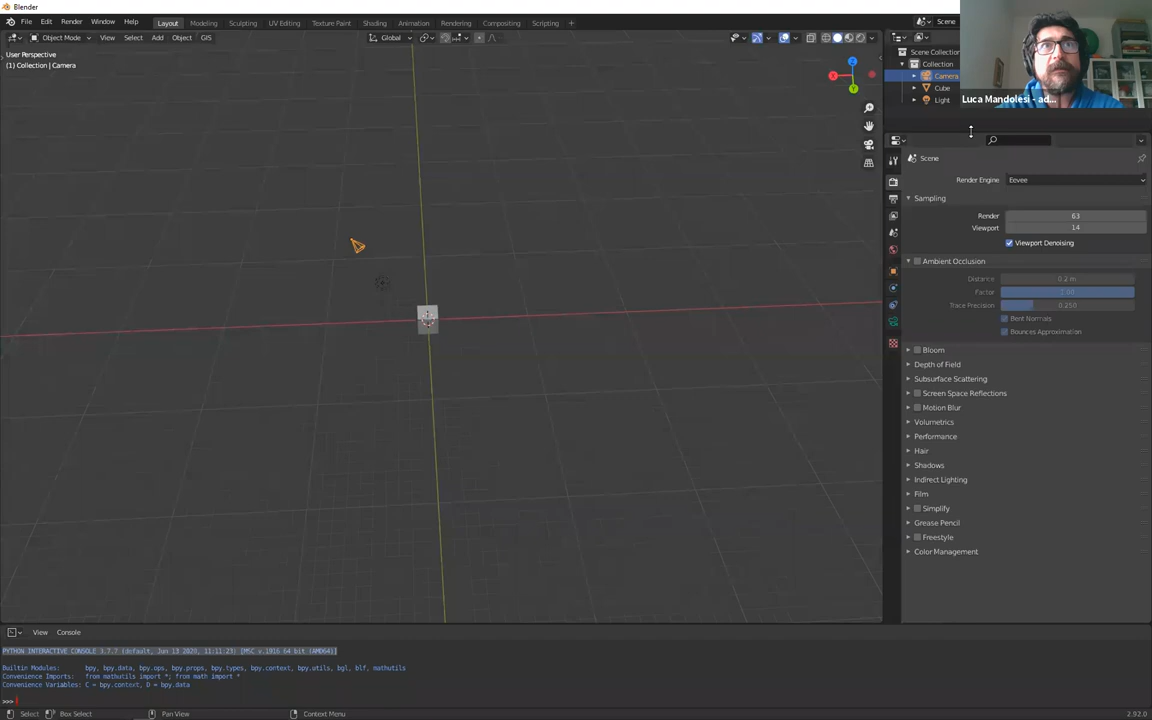 Blender
File Edit Render Window Help Layout Modeling Sculpting UV Editing Texture Paint Shading Animation Rendering Compositing Scripting + Scene
Object Mode View Select Add Object GIS Global
User Perspective
(1) Collection | Camera
X Y Z
Scene Collection
Collection
Camera
Cube
Light
Luca Mandolesi - ad...
Scene
Render Engine Eevee
Sampling
Render 63
Viewport 14
Viewport Denoising
Ambient Occlusion
Distance 0.2 m
Factor 1.00
Trace Precision 0.250
Bent Normals
Bounces Approximation
Bloom
Depth of Field
Subsurface Scattering
Screen Space Reflections
Motion Blur
Volumetrics
Performance
Hair
Shadows
Indirect Lighting
Film
Simplify
Grease Pencil
Freestyle
Color Management
View Console
PYTHON INTERACTIVE CONSOLE 3.7.7 (default, Jun 13 2020, 11:11:23) [MSC v.1916 64 bit (AMD64)]
Builtin Modules: bpy, bpy.data, bpy.ops, bpy.props, bpy.types, bpy.context, bpy.utils, bgl, blf, mathutils
Convenience Imports: from mathutils import *; from math import *
Convenience Variables: C = bpy.context, D = bpy.data
>>>
Select Box Select Pan View Context Menu 2.92.0